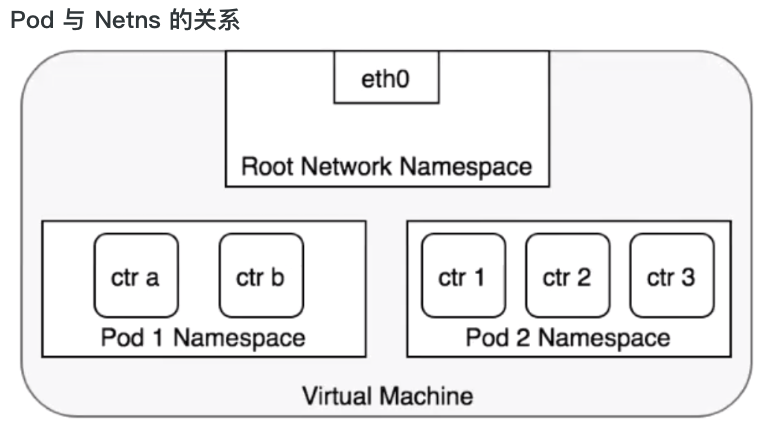 Pod 与 Netns 的关系
eth0
Root Network Namespace
ctr a
ctr b
ctr 1
ctr 2
ctr 3
Pod 1 Namespace
Pod 2 Namespace
Virtual Machine